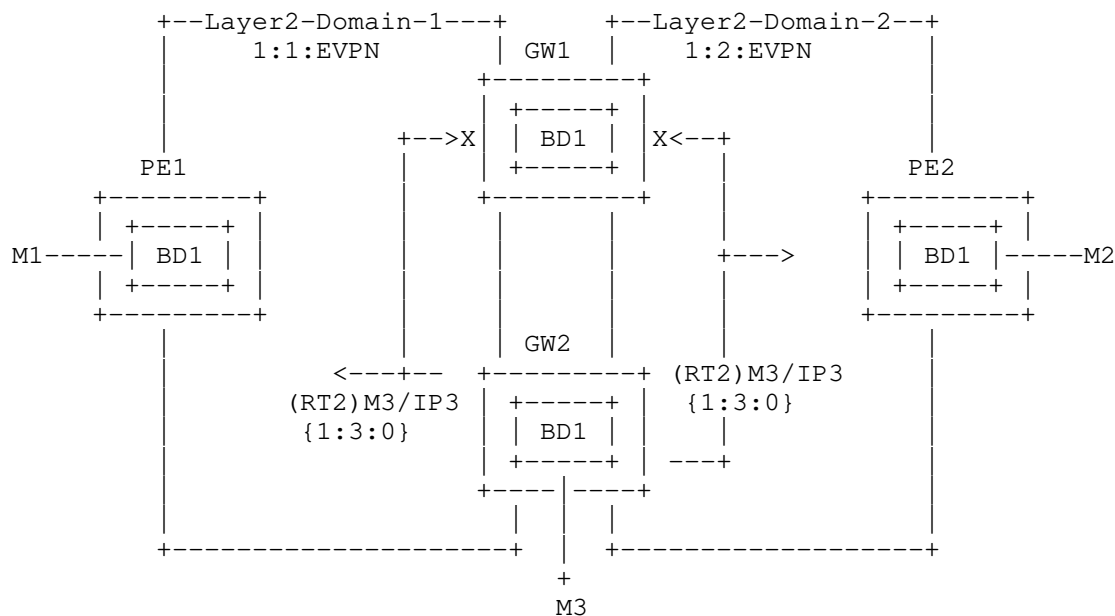 Layer2-Domain-1 Layer2-Domain-2
1:1:EVPN GW1 1:2:EVPN
X BD1 X
PE1 PE2
M1 BD1 BD1 M2
GW2
(RT2)M3/IP3 (RT2)M3/IP3
{1:3:0} BD1 {1:3:0}
M3